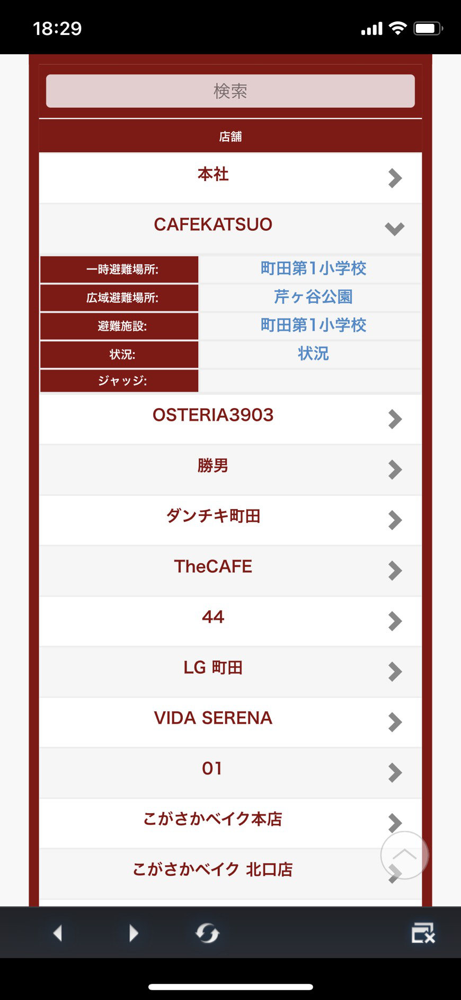 18:29
検索
店舗
本社
CAFEKATSUO
一時避難場所: 町田第1小学校
広域避難場所: 芹ヶ谷公園
避難施設: 町田第1小学校
状況: 状況
ジャッジ:
OSTERIA3903
勝男
ダンチキ町田
TheCAFE
44
LG 町田
VIDA SERENA
01
こがさかベイク本店
こがさかベイク 北口店